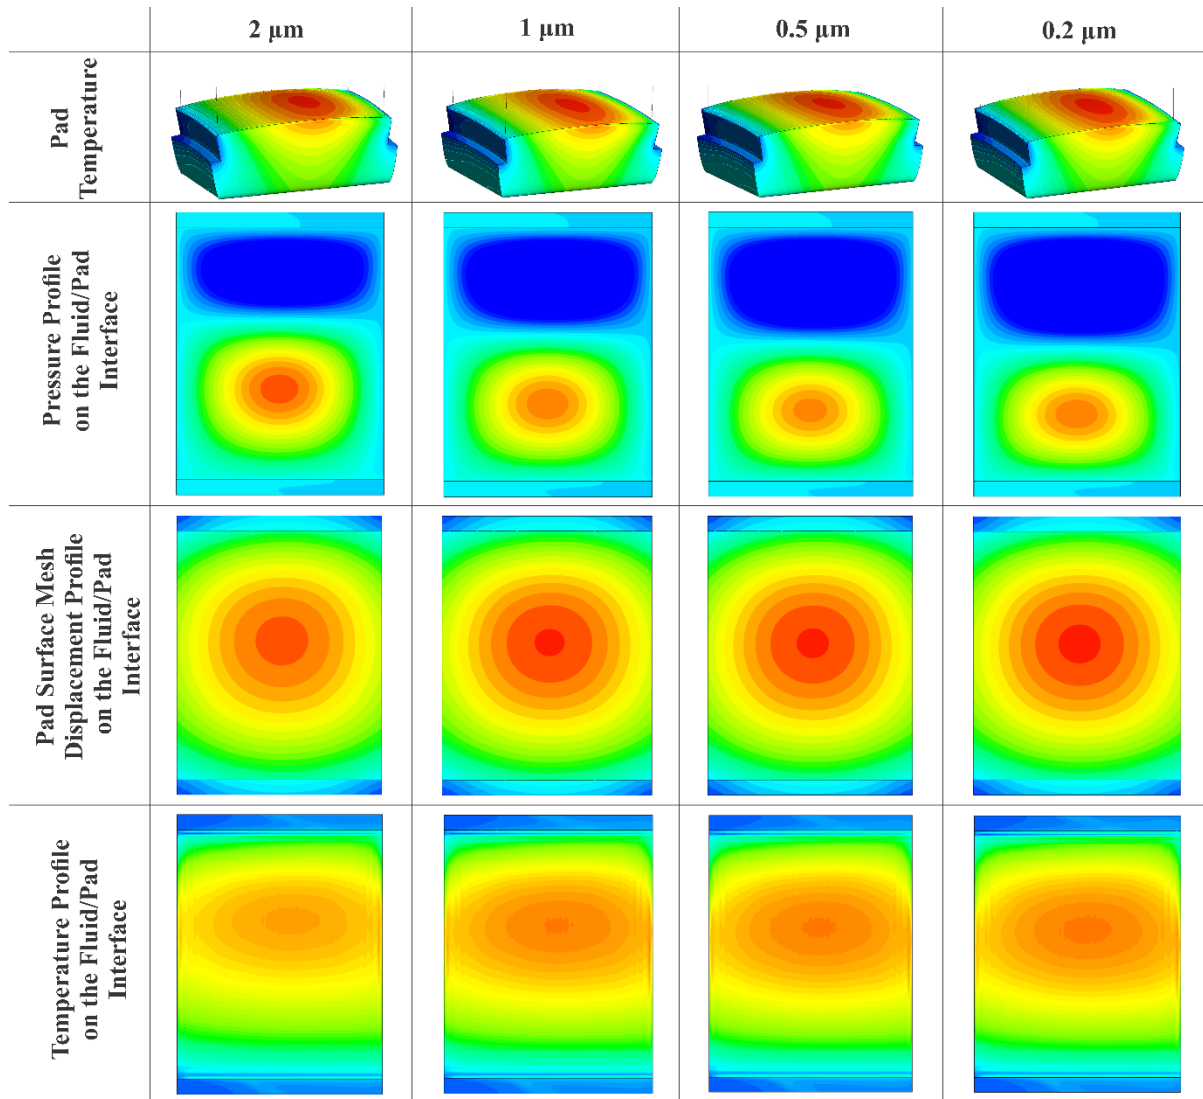 2 µm
1 µm
0.5 µm
0.2 µm
Pad
Temperature
Pressure Profile
on the Fluid/Pad
Interface
Pad Surface Mesh
Displacement Profile
on the Fluid/Pad
Interface
Temperature Profile
on the Fluid/Pad
Interface